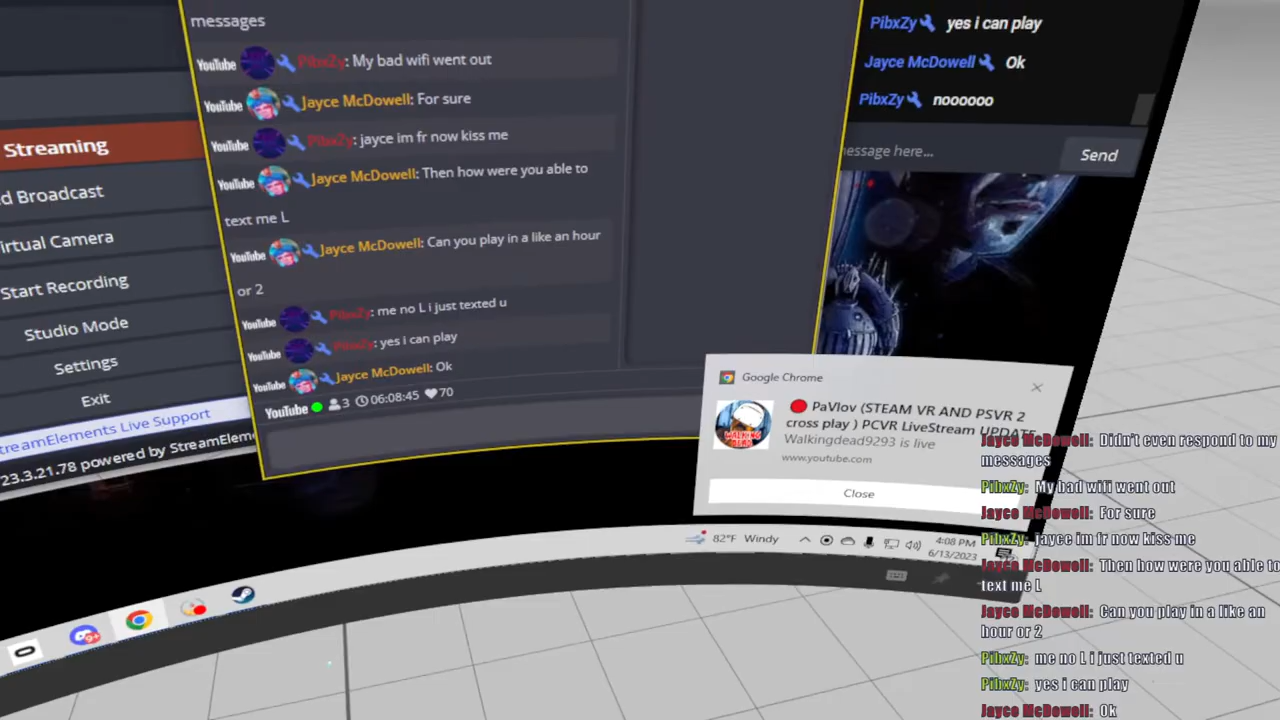 messages
YouTube PibxZy: My bad wifi went out
YouTube Jayce McDowell: For sure
YouTube PibxZy: jayce im fr now kiss me
YouTube Jayce McDowell: Then how were you able to
text me L
YouTube Jayce McDowell: Can you play in a like an hour
or 2
YouTube PibxZy: me no L i just texted u
YouTube PibxZy: yes i can play
YouTube Jayce McDowell: Ok
YouTube 3 06:08:45 70
Streaming
d Broadcast
irtual Camera
Start Recording
Studio Mode
Settings
Exit
treamElements Live Support
23.3.21.78 powered by StreamEleme
PibxZy yes i can play
Jayce McDowell Ok
PibxZy noooooo
essage here...
Send
Google Chrome
PaVlov (STEAM VR AND PSVR 2
cross play ) PCVR LiveStream UPDATE
Walkingdead9293 is live
www.youtube.com
Close
82°F Windy
4:08 PM
6/13/2023
Jayce McDowell: Didn't even respond to my
messages
PibxZy: My bad wifi went out
Jayce McDowell: For sure
PibxZy: jayce im fr now kiss me
Jayce McDowell: Then how were you able to
text me L
Jayce McDowell: Can you play in a like an
hour or 2
PibxZy: me no L i just texted u
PibxZy: yes i can play
Jayce McDowell: Ok